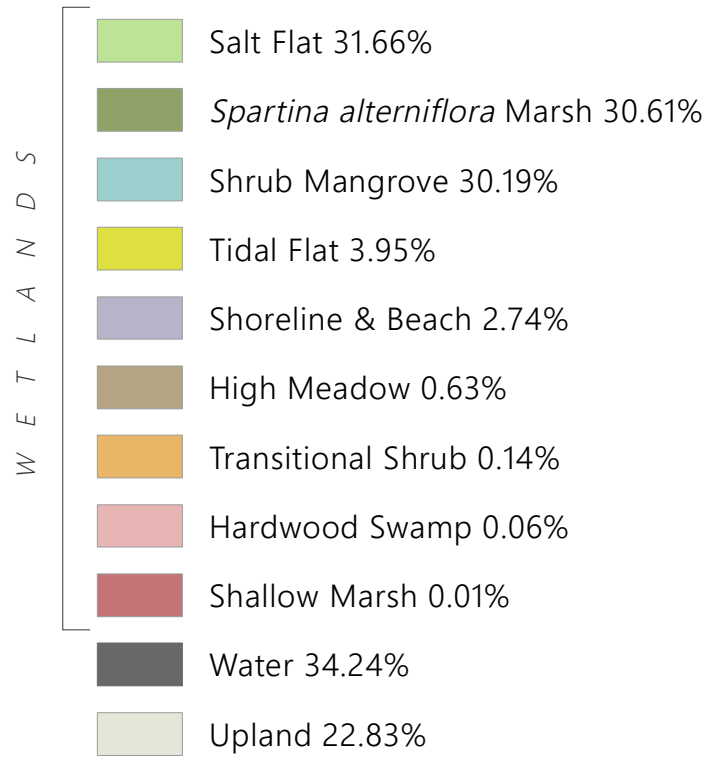 WETLANDS
Salt Flat 31.66%
Spartina alterniflora Marsh 30.61%
Shrub Mangrove 30.19%
Tidal Flat 3.95%
Shoreline & Beach 2.74%
High Meadow 0.63%
Transitional Shrub 0.14%
Hardwood Swamp 0.06%
Shallow Marsh 0.01%
Water 34.24%
Upland 22.83%